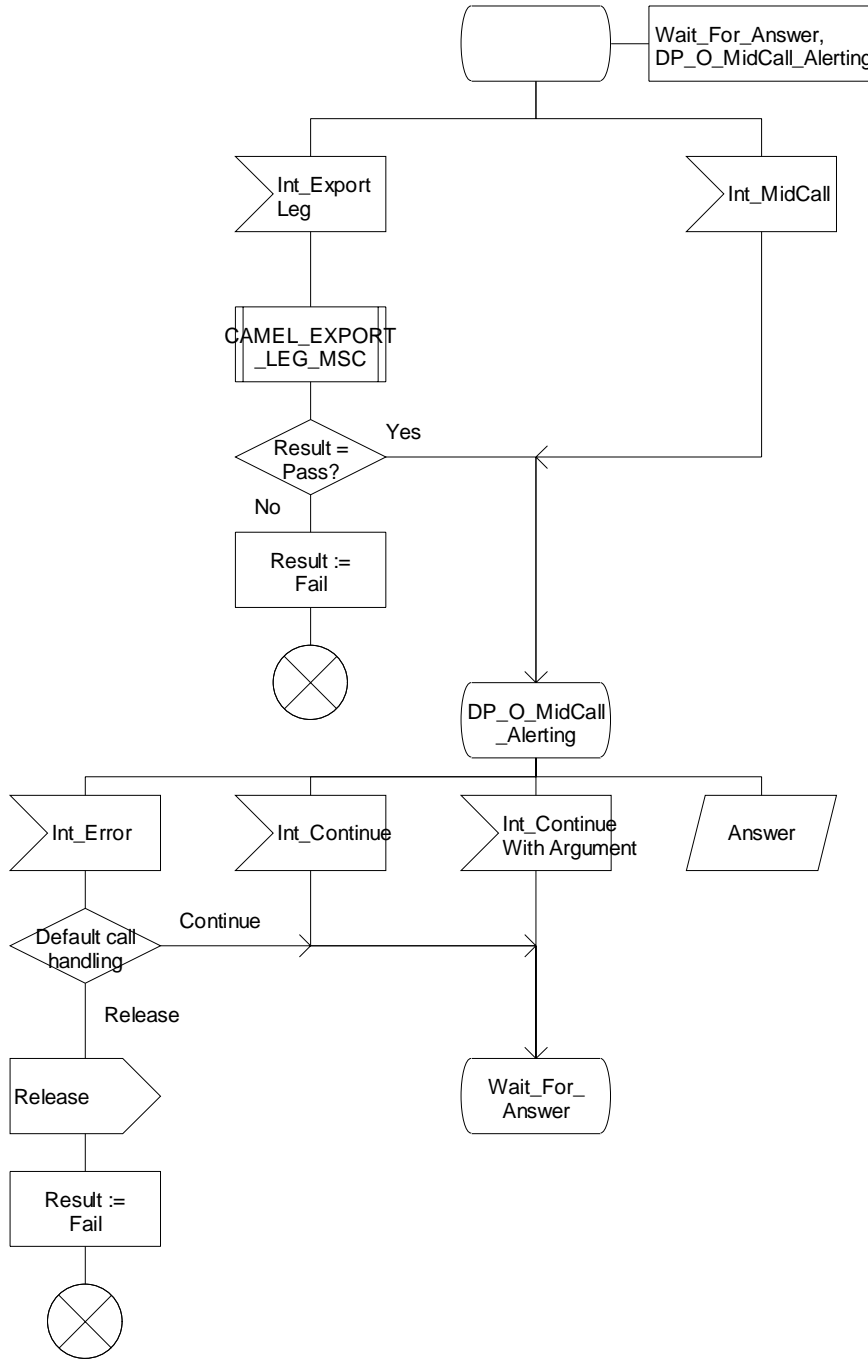 Wait_For_Answer,
DP_O_MidCall_Alerting
Int_Export
Leg
Int_MidCall
CAMEL_EXPORT
_LEG_MSC
Yes
Result =
Pass?
No
Result :=
Fail
DP_O_MidCall
_Alerting
Int_Error
Int_Continue
Int_Continue
With Argument
Answer
Continue
Default call
handling
Release
Release
Wait_For_
Answer
Result :=
Fail